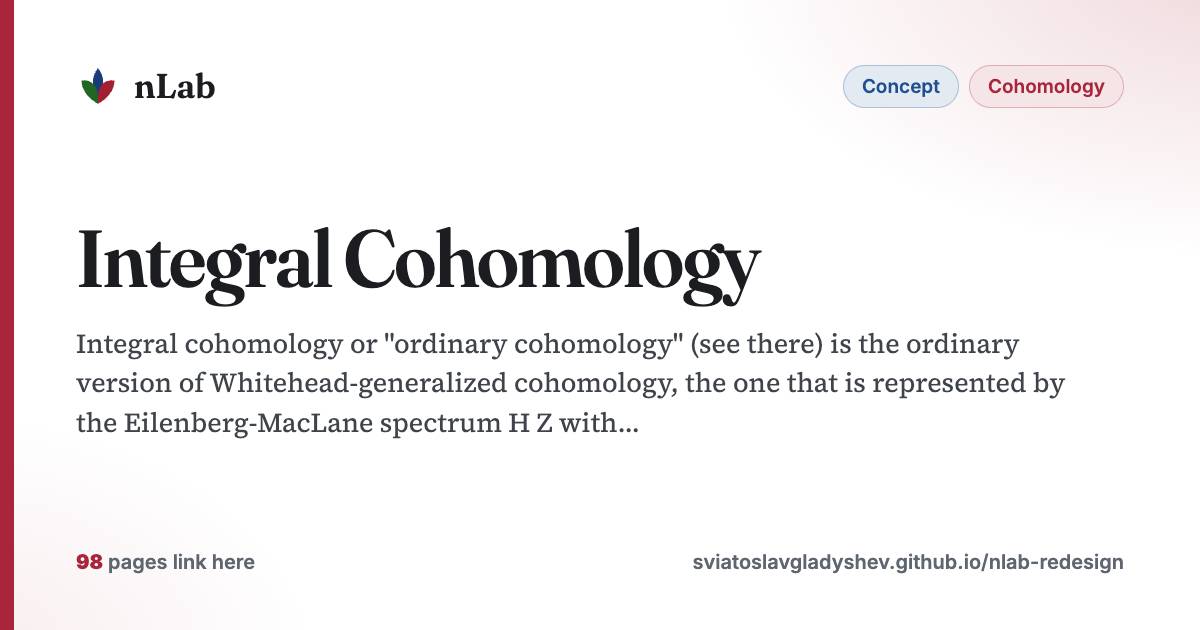 nLab
Concept
Cohomology
Integral Cohomology
Integral cohomology or "ordinary cohomology" (see there) is the ordinary
version of Whitehead-generalized cohomology, the one that is represented by
the Eilenberg-MacLane spectrum H Z with...
98 pages link here
sviatoslavgladyshev.github.io/nlab-redesign